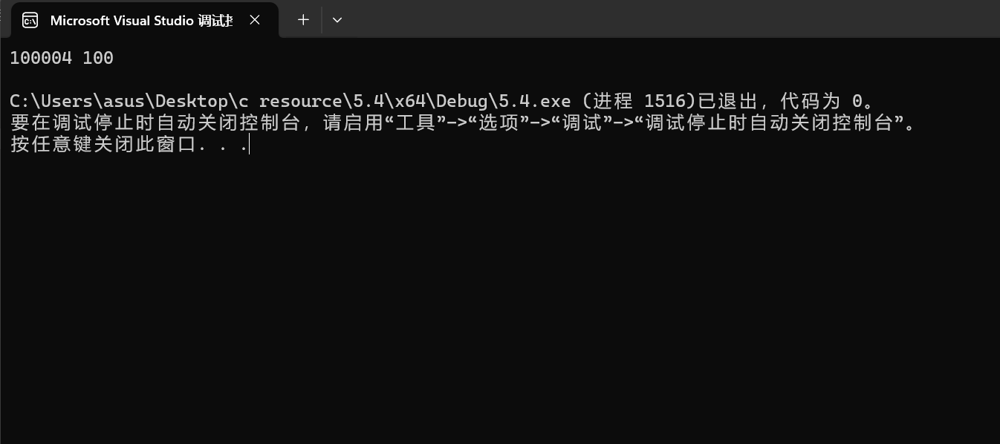 Microsoft Visual Studio 调试
100004 100
C:\Users\asus\Desktop\c resource\5.4\x64\Debug\5.4.exe (进程 1516)已退出，代码为 0。
要在调试停止时自动关闭控制台，请启用“工具”->“选项”->“调试”->“调试停止时自动关闭控制台”。
按任意键关闭此窗口. . .